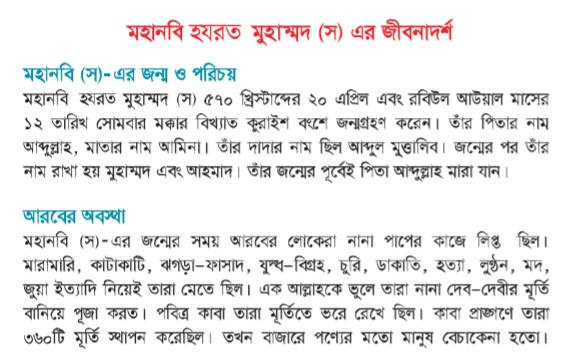 মহানবি হযরত মুহাম্মদ (স) এর জীবনাদর্শ
মহানবি (স)-এর জন্ম ও পরিচয়
মহানবি হযরত মুহাম্মদ (স) ৫৭০ খ্রিস্টাব্দের ২০ এপ্রিল এবং রবিউল আউয়াল মাসের
১২ তারিখ সোমবার মক্কার বিখ্যাত কুরাইশ বংশে জন্মগ্রহণ করেন। তাঁর পিতার নাম
আব্দুল্লাহ, মাতার নাম আমিনা। তাঁর দাদার নাম ছিল আব্দুল মুত্তালিব। জন্মের পর তাঁর
নাম রাখা হয় মুহাম্মদ এবং আহমাদ। তাঁর জন্মের পূর্বেই পিতা আব্দুল্লাহ মারা যান।
আরবের অবস্থা
মহানবি (স)-এর জন্মের সময় আরবের লোকেরা নানা পাপের কাজে লিপ্ত ছিল।
মারামারি, কাটাকাটি, ঝগড়া-ফাসাদ, যুদ্ধ-বিগ্রহ, চুরি, ডাকাতি, হত্যা, লুণ্ঠন, মদ,
জুয়া ইত্যাদি নিয়েই তারা মেতে ছিল। এক আল্লাহকে ভুলে তারা নানা দেব-দেবীর মূর্তি
বানিয়ে পূজা করত। পবিত্র কাবা তারা মূর্তিতে ভরে রেখে ছিল। কাবা প্রাঙ্গণে তারা
৩৬০টি মূর্তি স্থাপন করেছিল। তখন বাজারে পণ্যের মতো মানুষ বেচাকেনা হতো।